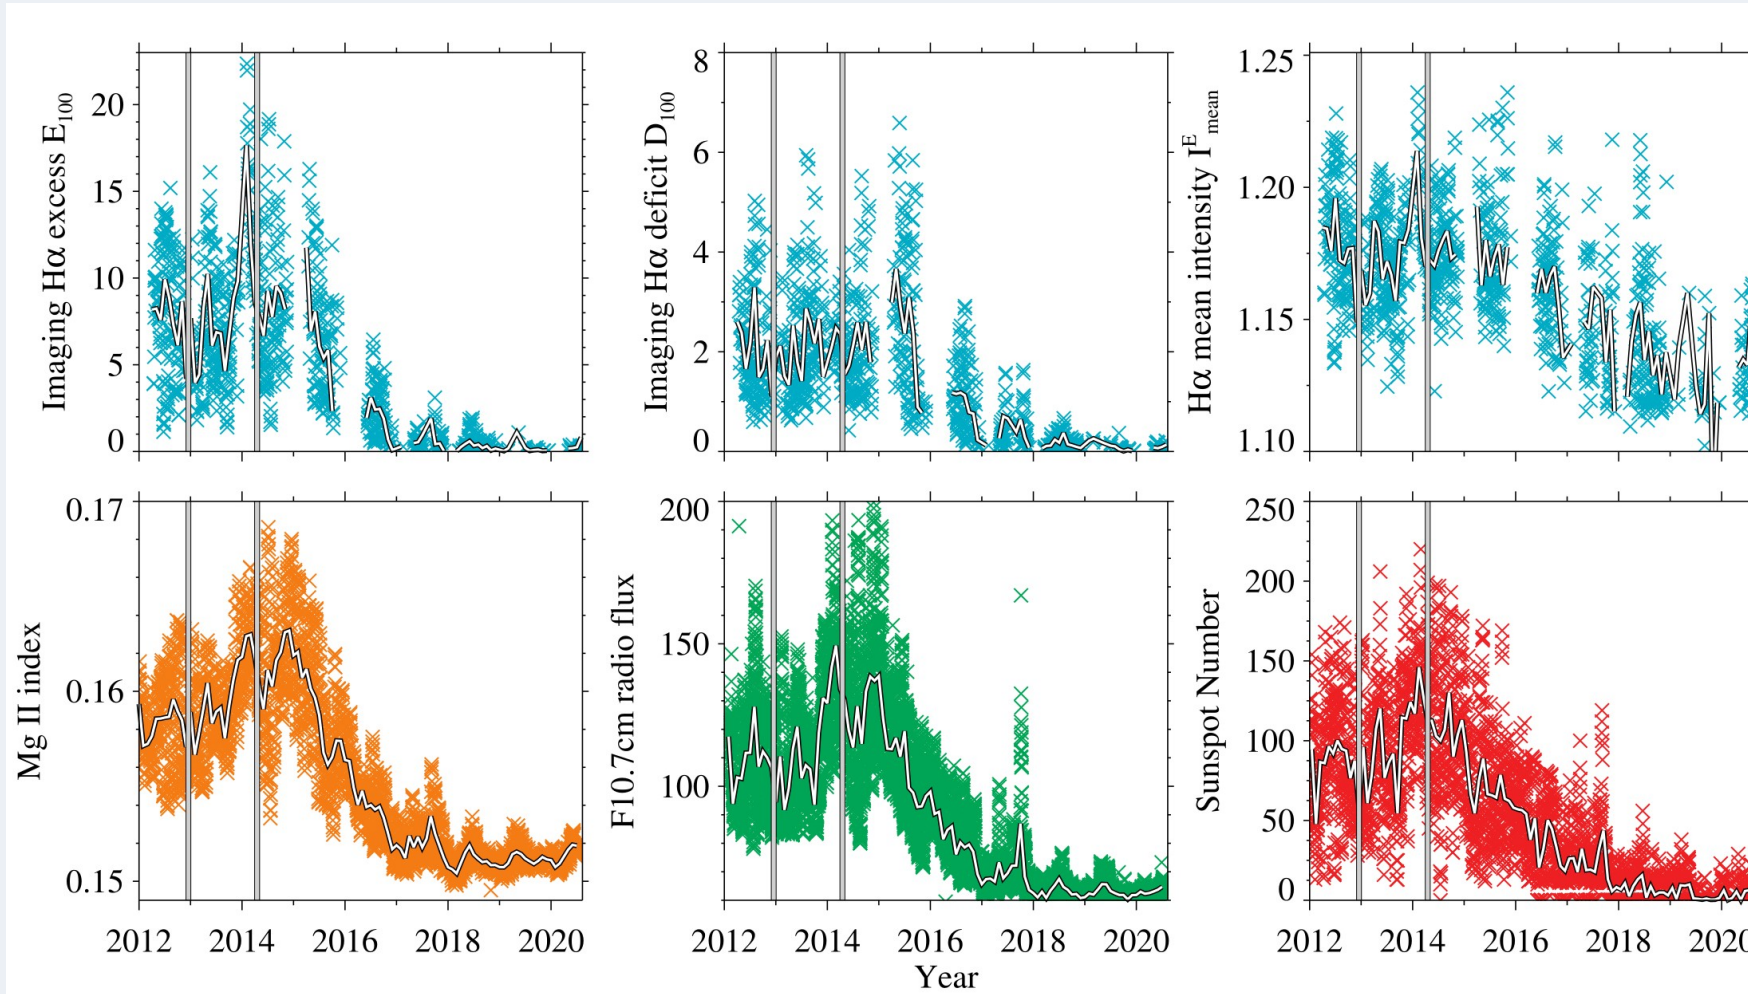 Imaging Hα excess E₁₀₀
20
15
10
5
0
Imaging Hα deficit D₁₀₀
8
6
4
2
0
Hα mean intensity Iᴱmean
1.25
1.20
1.15
1.10
Mg II index
0.17
0.16
0.15
2012 2014 2016 2018 2020
F10.7cm radio flux
200
150
100
2012 2014 2016 2018 2020
Sunspot Number
250
200
150
100
50
0
2012 2014 2016 2018 2020
Year